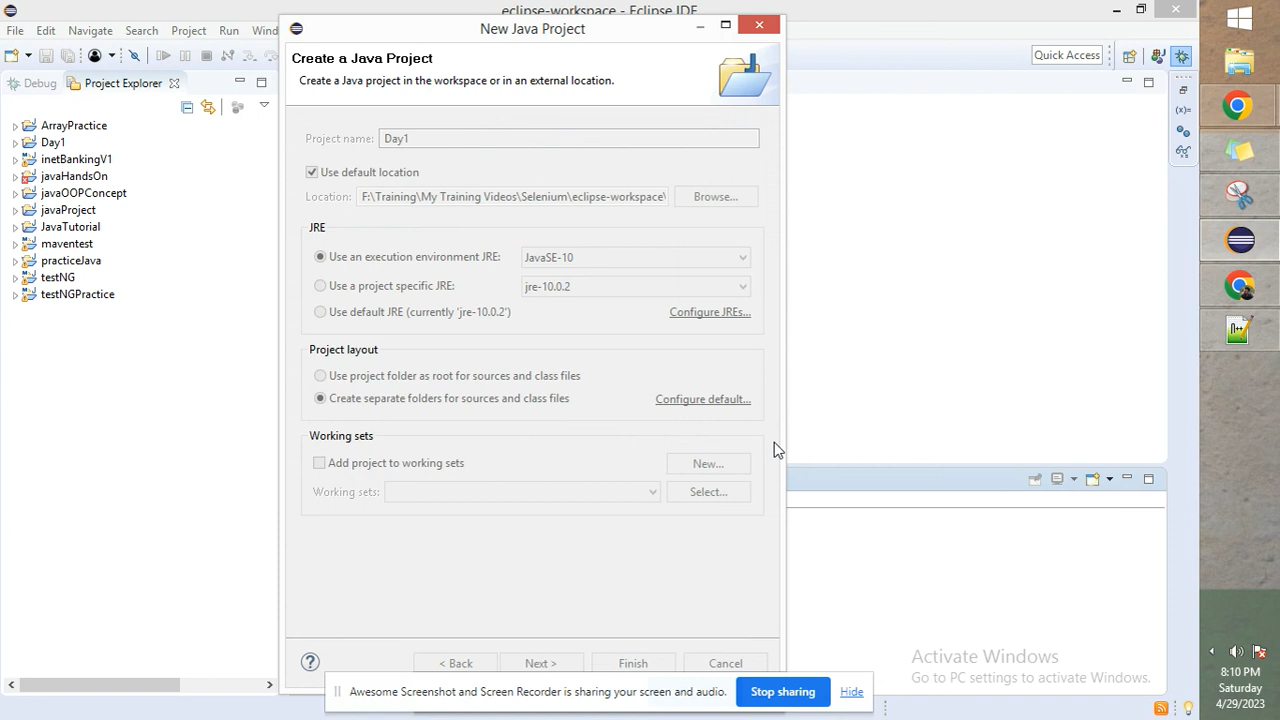 eclipse-workspace - Eclipse IDE
File Edit Navigate Search Project Run Wind
New Java Project
Quick Access
Debug Project Explorer
ArrayPractice
Day1
inetBankingV1
javaHandsOn
javaOOPConcept
javaProject
JavaTutorial
maventest
practiceJava
testNG
testNGPractice
Create a Java Project
Create a Java project in the workspace or in an external location.
Project name: Day1
Use default location
Location: F:\Training\My Training Videos\Selenium\eclipse-workspace\ Browse...
JRE
Use an execution environment JRE: JavaSE-10
Use a project specific JRE: jre-10.0.2
Use default JRE (currently 'jre-10.0.2') Configure JREs...
Project layout
Use project folder as root for sources and class files
Create separate folders for sources and class files Configure default...
Working sets
Add project to working sets New...
Working sets: Select...
< Back Next > Finish Cancel
Awesome Screenshot and Screen Recorder is sharing your screen and audio. Stop sharing Hide
Activate Windows
Go to PC settings to activate Windows.
8:10 PM
Saturday
4/29/2023